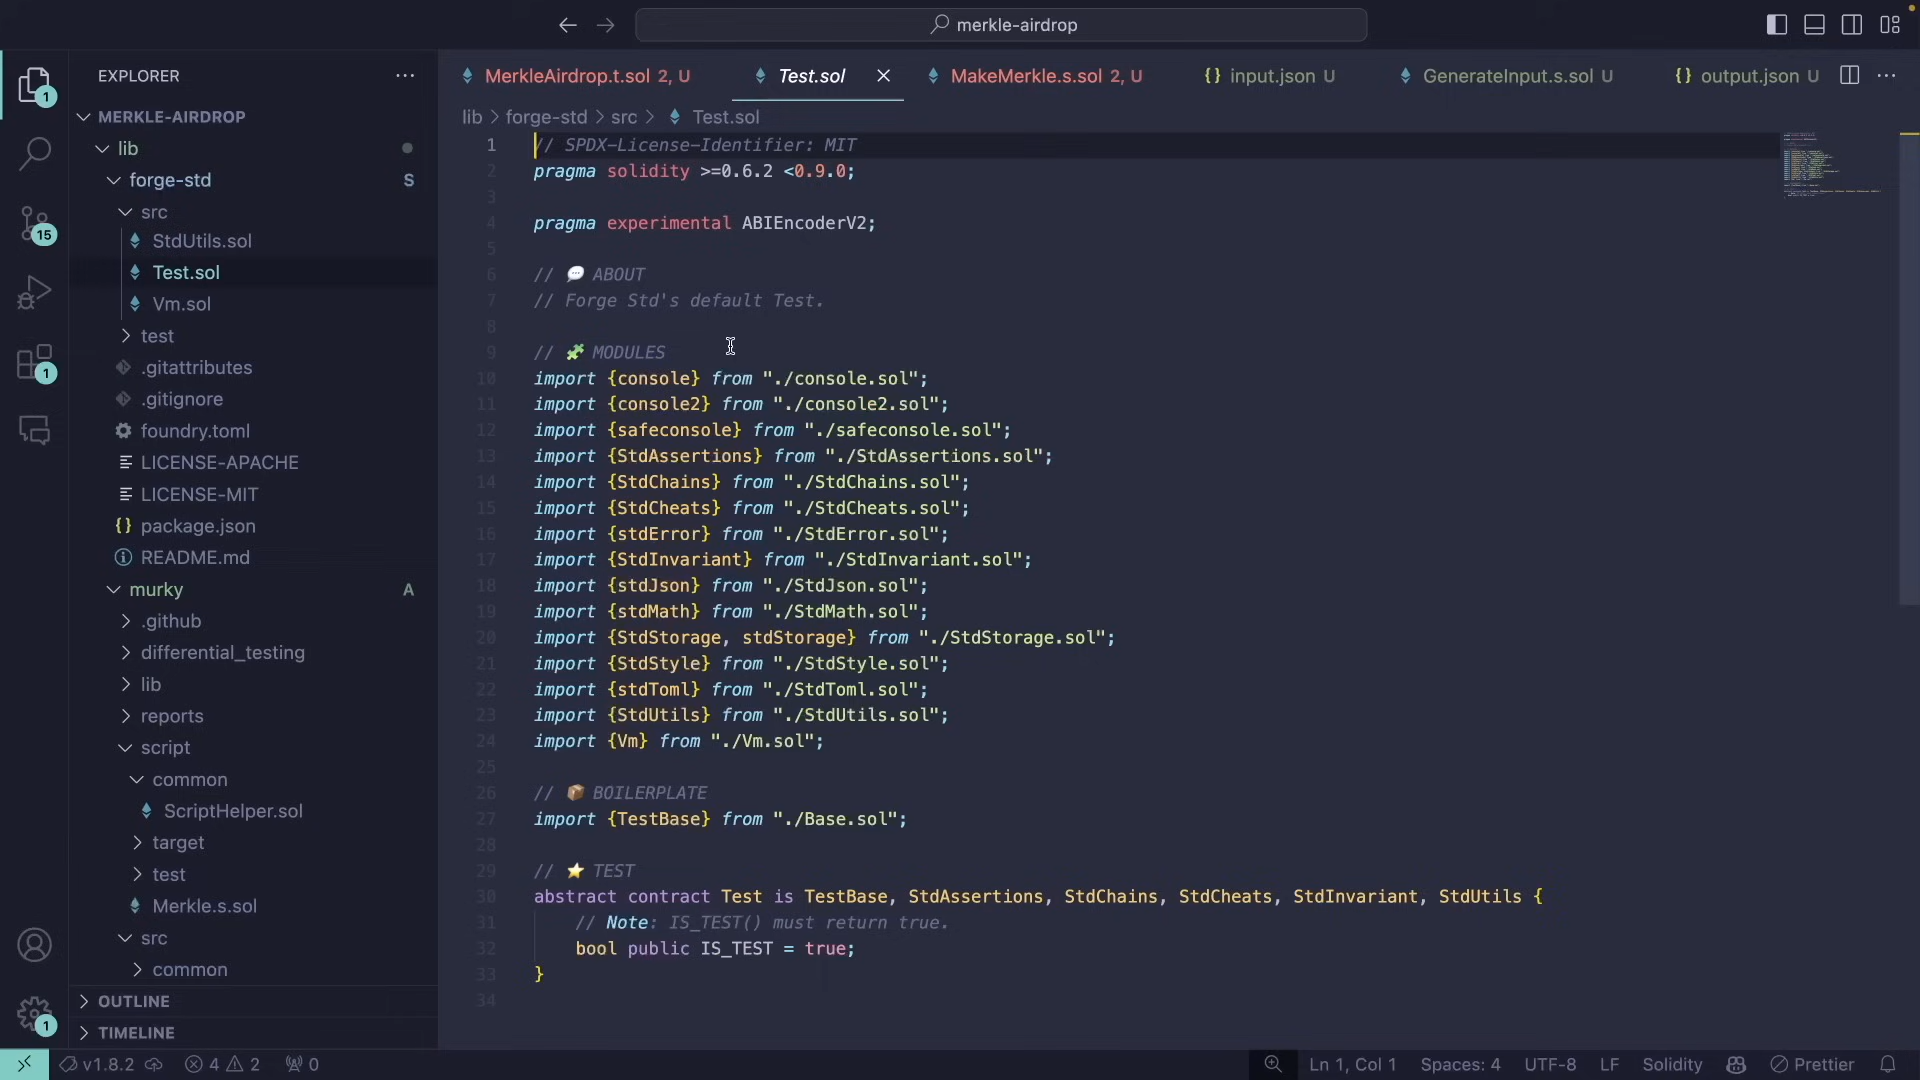 merkle-airdrop
EXPLORER
MERKLE-AIRDROP
lib
forge-std S
src
StdUtils.sol
Test.sol
Vm.sol
test
.gitattributes
.gitignore
foundry.toml
LICENSE-APACHE
LICENSE-MIT
package.json
README.md
murky A
.github
differential_testing
lib
reports
script
common
ScriptHelper.sol
target
test
Merkle.s.sol
src
common
OUTLINE
TIMELINE
1
15
1
1
MerkleAirdrop.t.sol 2, U
Test.sol
MakeMerkle.s.sol 2, U
{} input.json U
GenerateInput.s.sol U
{} output.json U
lib > forge-std > src > Test.sol
1 // SPDX-License-Identifier: MIT
2 pragma solidity >=0.6.2 <0.9.0;
3
4 pragma experimental ABIEncoderV2;
5
6 // 💬 ABOUT
7 // Forge Std's default Test.
8
9 // 🧩 MODULES
10 import {console} from "./console.sol";
11 import {console2} from "./console2.sol";
12 import {safeconsole} from "./safeconsole.sol";
13 import {StdAssertions} from "./StdAssertions.sol";
14 import {StdChains} from "./StdChains.sol";
15 import {StdCheats} from "./StdCheats.sol";
16 import {stdError} from "./StdError.sol";
17 import {StdInvariant} from "./StdInvariant.sol";
18 import {stdJson} from "./StdJson.sol";
19 import {stdMath} from "./StdMath.sol";
20 import {StdStorage, stdStorage} from "./StdStorage.sol";
21 import {StdStyle} from "./StdStyle.sol";
22 import {stdToml} from "./StdToml.sol";
23 import {StdUtils} from "./StdUtils.sol";
24 import {Vm} from "./Vm.sol";
25
26 // 📦 BOILERPLATE
27 import {TestBase} from "./Base.sol";
28
29 // ⭐ TEST
30 abstract contract Test is TestBase, StdAssertions, StdChains, StdCheats, StdInvariant, StdUtils {
31 // Note: IS_TEST() must return true.
32 bool public IS_TEST = true;
33 }
34
v1.8.2 4 2 0 Ln 1, Col 1 Spaces: 4 UTF-8 LF Solidity Prettier